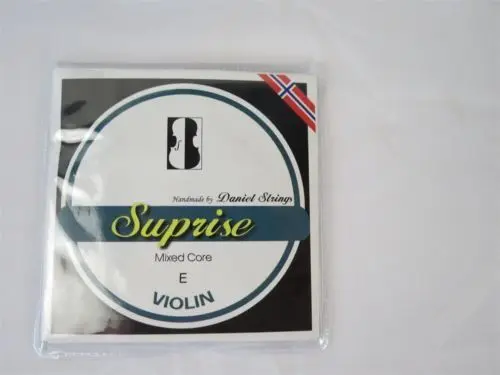 Handmade by Daniel Strings
Suprise
Mixed Core
E
VIOLIN